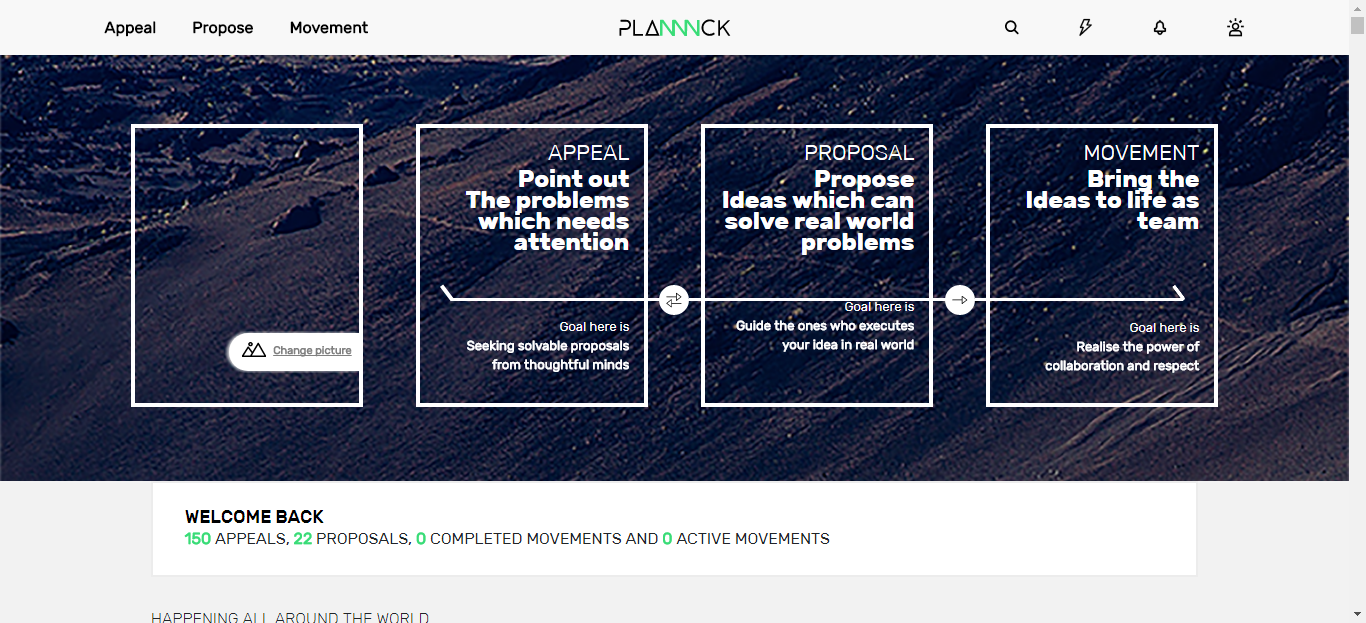 Appeal Propose Movement PLANNNCK
APPEAL
Point out
The problems
which needs
attention
Goal here is
Seeking solvable proposals
from thoughtful minds
PROPOSAL
Propose
Ideas which can
solve real world
problems
Goal here is
Guide the ones who executes
your idea in real world
MOVEMENT
Bring the
Ideas to life as
team
Goal here is
Realise the power of
collaboration and respect
Change picture
WELCOME BACK
150 APPEALS, 22 PROPOSALS, 0 COMPLETED MOVEMENTS AND 0 ACTIVE MOVEMENTS
HAPPENING ALL AROUND THE WORLD